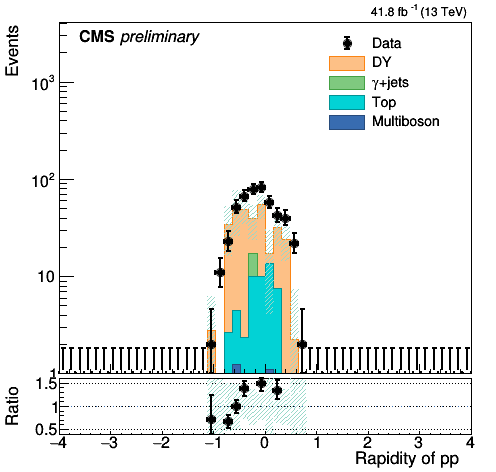 41.8 fb⁻¹ (13 TeV)
CMS preliminary
Events
Data
DY
γ+jets
Top
Multiboson
10³
10²
10
1
Ratio
1.5
1
0.5
−4 −3 −2 −1 0 1 2 3 4
Rapidity of pp